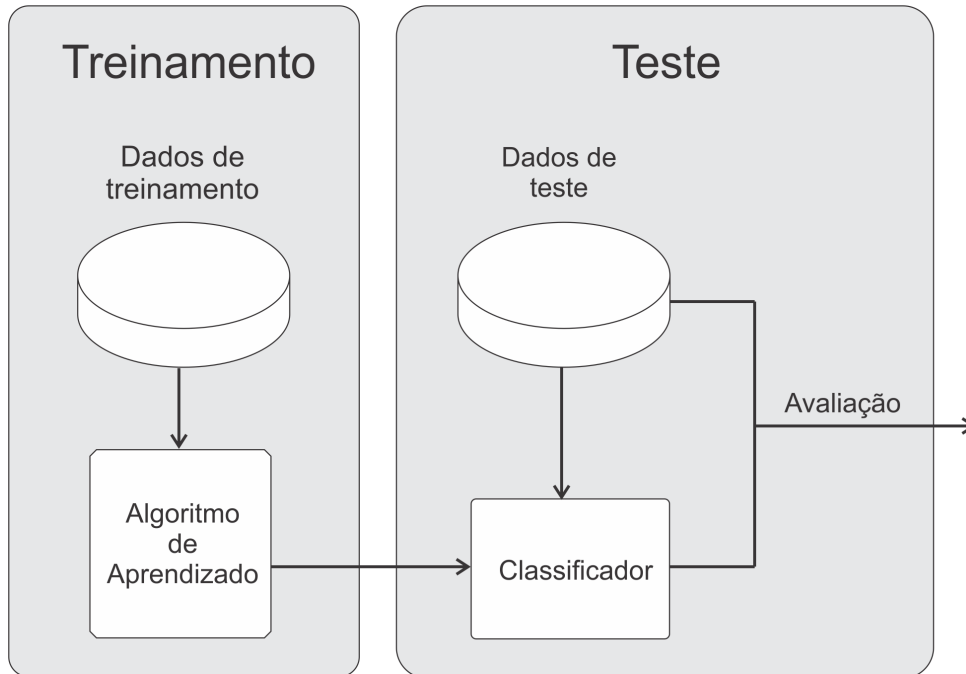 Treinamento
Dados de
treinamento
Algoritmo
de
Aprendizado
Teste
Dados de
teste
Classificador
Avaliação